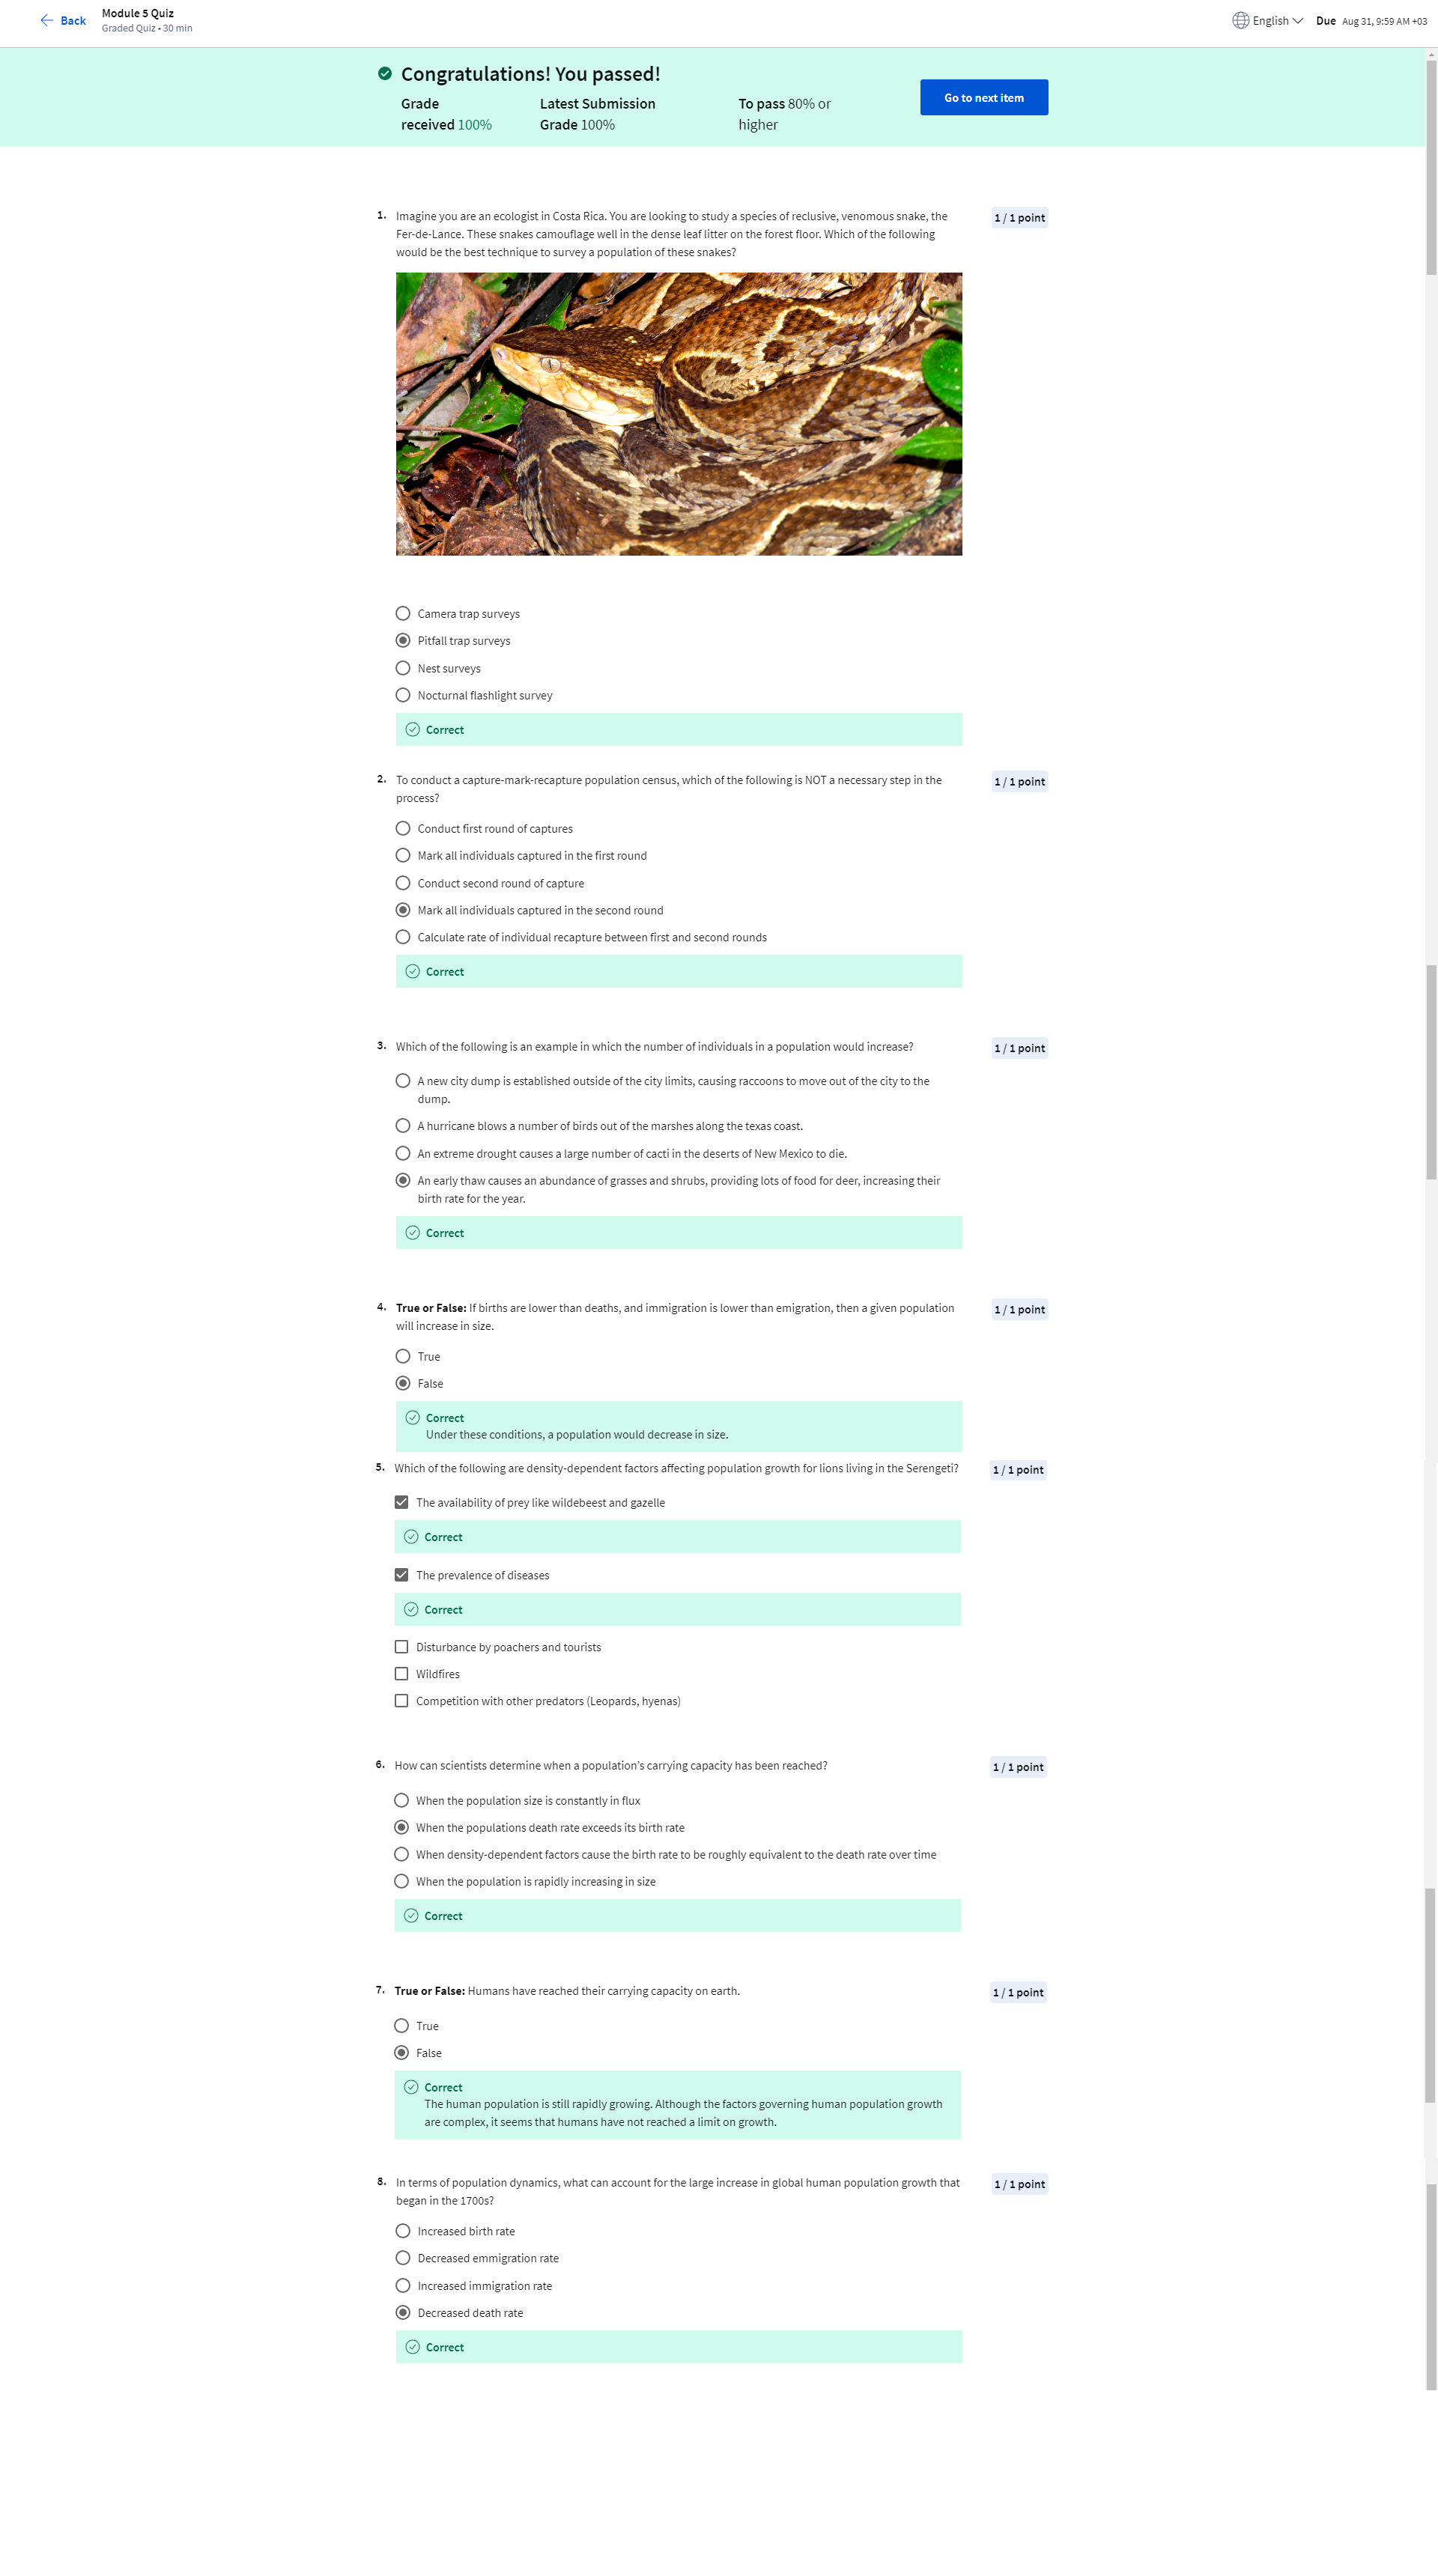 Back
Module 5 Quiz
Graded Quiz • 30 min
English
Due Aug 31, 9:59 AM +03
Congratulations! You passed!
Grade
received 100%
Latest Submission
Grade 100%
To pass 80% or
higher
Go to next item
1. Imagine you are an ecologist in Costa Rica. You are looking to study a species of reclusive, venomous snake, the
Fer-de-Lance. These snakes camouflage well in the dense leaf litter on the forest floor. Which of the following
would be the best technique to survey a population of these snakes?
1 / 1 point
Camera trap surveys
Pitfall trap surveys
Nest surveys
Nocturnal flashlight survey
Correct
2. To conduct a capture-mark-recapture population census, which of the following is NOT a necessary step in the
process?
1 / 1 point
Conduct first round of captures
Mark all individuals captured in the first round
Conduct second round of capture
Mark all individuals captured in the second round
Calculate rate of individual recapture between first and second rounds
Correct
3. Which of the following is an example in which the number of individuals in a population would increase?
1 / 1 point
A new city dump is established outside of the city limits, causing raccoons to move out of the city to the
dump.
A hurricane blows a number of birds out of the marshes along the texas coast.
An extreme drought causes a large number of cacti in the deserts of New Mexico to die.
An early thaw causes an abundance of grasses and shrubs, providing lots of food for deer, increasing their
birth rate for the year.
Correct
4. True or False: If births are lower than deaths, and immigration is lower than emigration, then a given population
will increase in size.
1 / 1 point
True
False
Correct
Under these conditions, a population would decrease in size.
5. Which of the following are density-dependent factors affecting population growth for lions living in the Serengeti?
1 / 1 point
The availability of prey like wildebeest and gazelle
Correct
The prevalence of diseases
Correct
Disturbance by poachers and tourists
Wildfires
Competition with other predators (Leopards, hyenas)
6. How can scientists determine when a population’s carrying capacity has been reached?
1 / 1 point
When the population size is constantly in flux
When the populations death rate exceeds its birth rate
When density-dependent factors cause the birth rate to be roughly equivalent to the death rate over time
When the population is rapidly increasing in size
Correct
7. True or False: Humans have reached their carrying capacity on earth.
1 / 1 point
True
False
Correct
The human population is still rapidly growing. Although the factors governing human population growth
are complex, it seems that humans have not reached a limit on growth.
8. In terms of population dynamics, what can account for the large increase in global human population growth that
began in the 1700s?
1 / 1 point
Increased birth rate
Decreased emmigration rate
Increased immigration rate
Decreased death rate
Correct